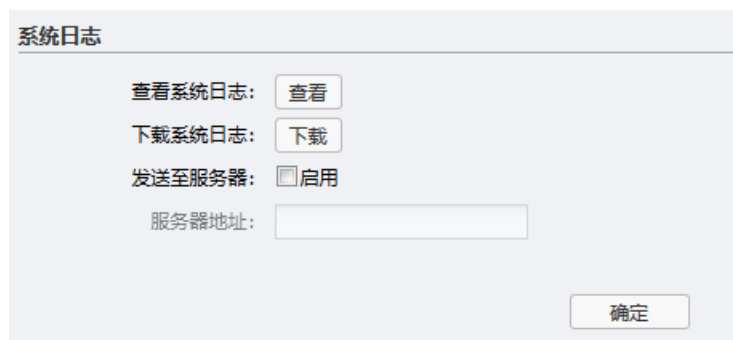 系统日志
查看系统日志： 查看
下载系统日志： 下载
发送至服务器： 启用
服务器地址：
确定